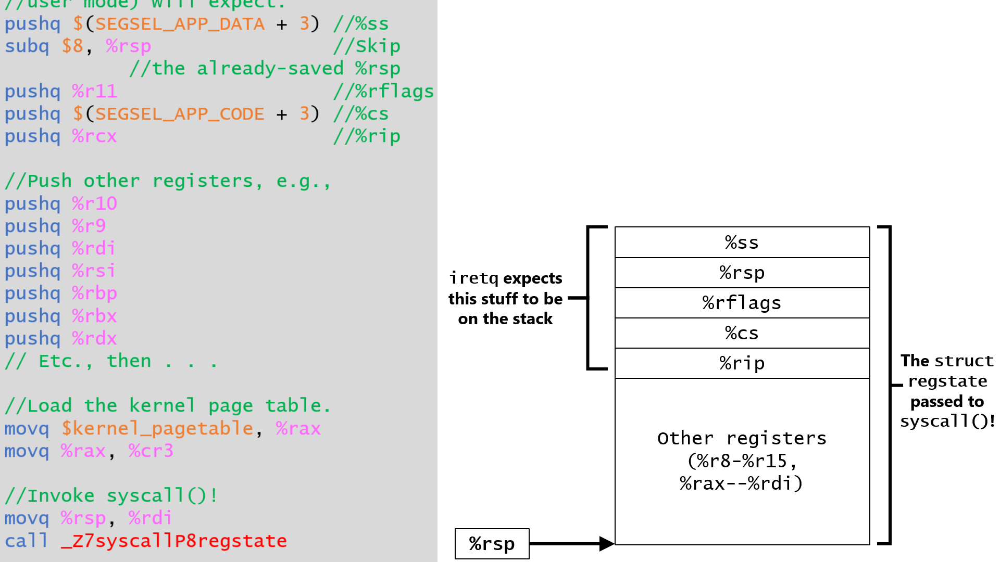 //user mode) will expect.
pushq $(SEGSEL_APP_DATA + 3) //%ss
subq $8, %rsp //Skip
//the already-saved %rsp
pushq %r11 //%rflags
pushq $(SEGSEL_APP_CODE + 3) //%cs
pushq %rcx //%rip
//Push other registers, e.g.,
pushq %r10
pushq %r9
pushq %rdi
pushq %rsi
pushq %rbp
pushq %rbx
pushq %rdx
// Etc., then . . .
//Load the kernel page table.
movq $kernel_pagetable, %rax
movq %rax, %cr3
//Invoke syscall()!
movq %rsp, %rdi
call _Z7syscallP8regstate
iretq expects
this stuff to be
on the stack
%ss
%rsp
%rflags
%cs
%rip
Other registers
(%r8-%r15,
%rax--%rdi)
%rsp
The struct
regstate
passed to
syscall()!